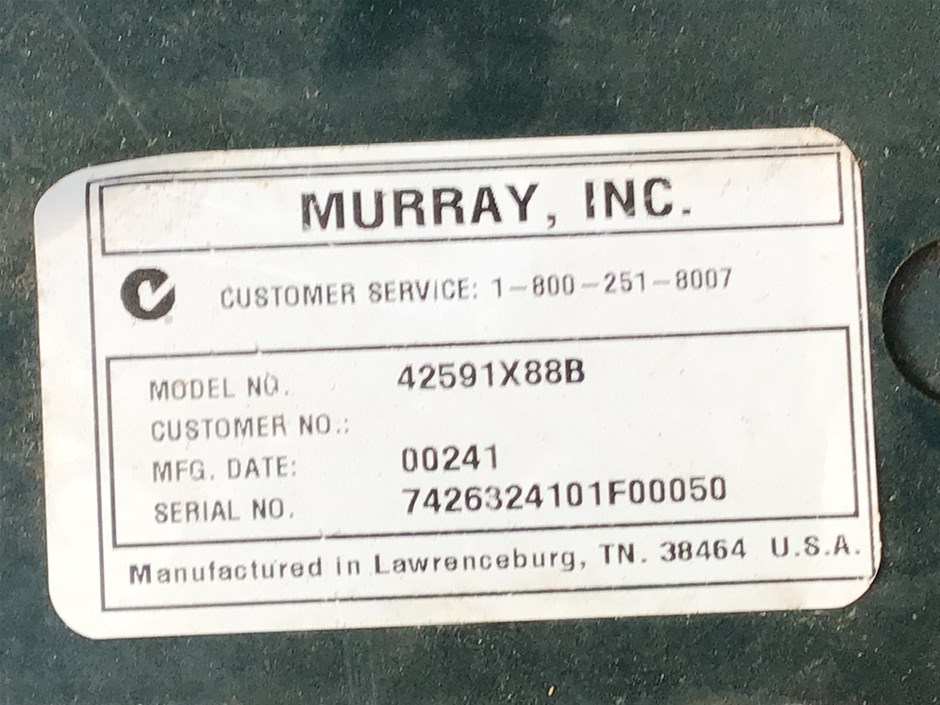 MURRAY, INC.
CUSTOMER SERVICE: 1-800-251-8007
MODEL NO. 42591X88B
CUSTOMER NO.:
MFG. DATE: 00241
SERIAL NO. 7426324101F00050
Manufactured in Lawrenceburg, TN. 38464 U.S.A.